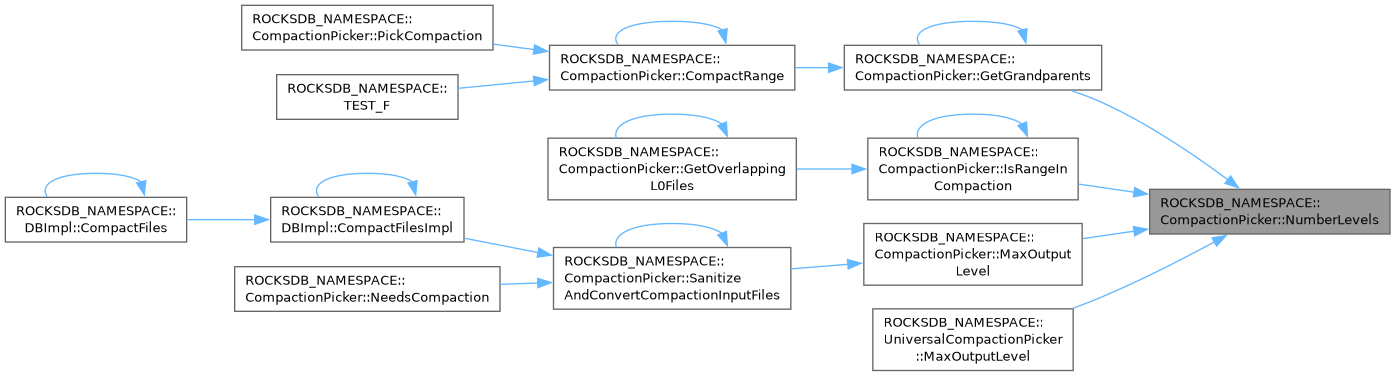 ROCKSDB_NAMESPACE::
CompactionPicker::PickCompaction
ROCKSDB_NAMESPACE::
TEST_F
ROCKSDB_NAMESPACE::
CompactionPicker::CompactRange
ROCKSDB_NAMESPACE::
CompactionPicker::GetGrandparents
ROCKSDB_NAMESPACE::
CompactionPicker::GetOverlapping
L0Files
ROCKSDB_NAMESPACE::
CompactionPicker::IsRangeIn
Compaction
ROCKSDB_NAMESPACE::
CompactionPicker::NumberLevels
ROCKSDB_NAMESPACE::
DBImpl::CompactFiles
ROCKSDB_NAMESPACE::
DBImpl::CompactFilesImpl
ROCKSDB_NAMESPACE::
CompactionPicker::NeedsCompaction
ROCKSDB_NAMESPACE::
CompactionPicker::Sanitize
AndConvertCompactionInputFiles
ROCKSDB_NAMESPACE::
CompactionPicker::MaxOutput
Level
ROCKSDB_NAMESPACE::
UniversalCompactionPicker
::MaxOutputLevel